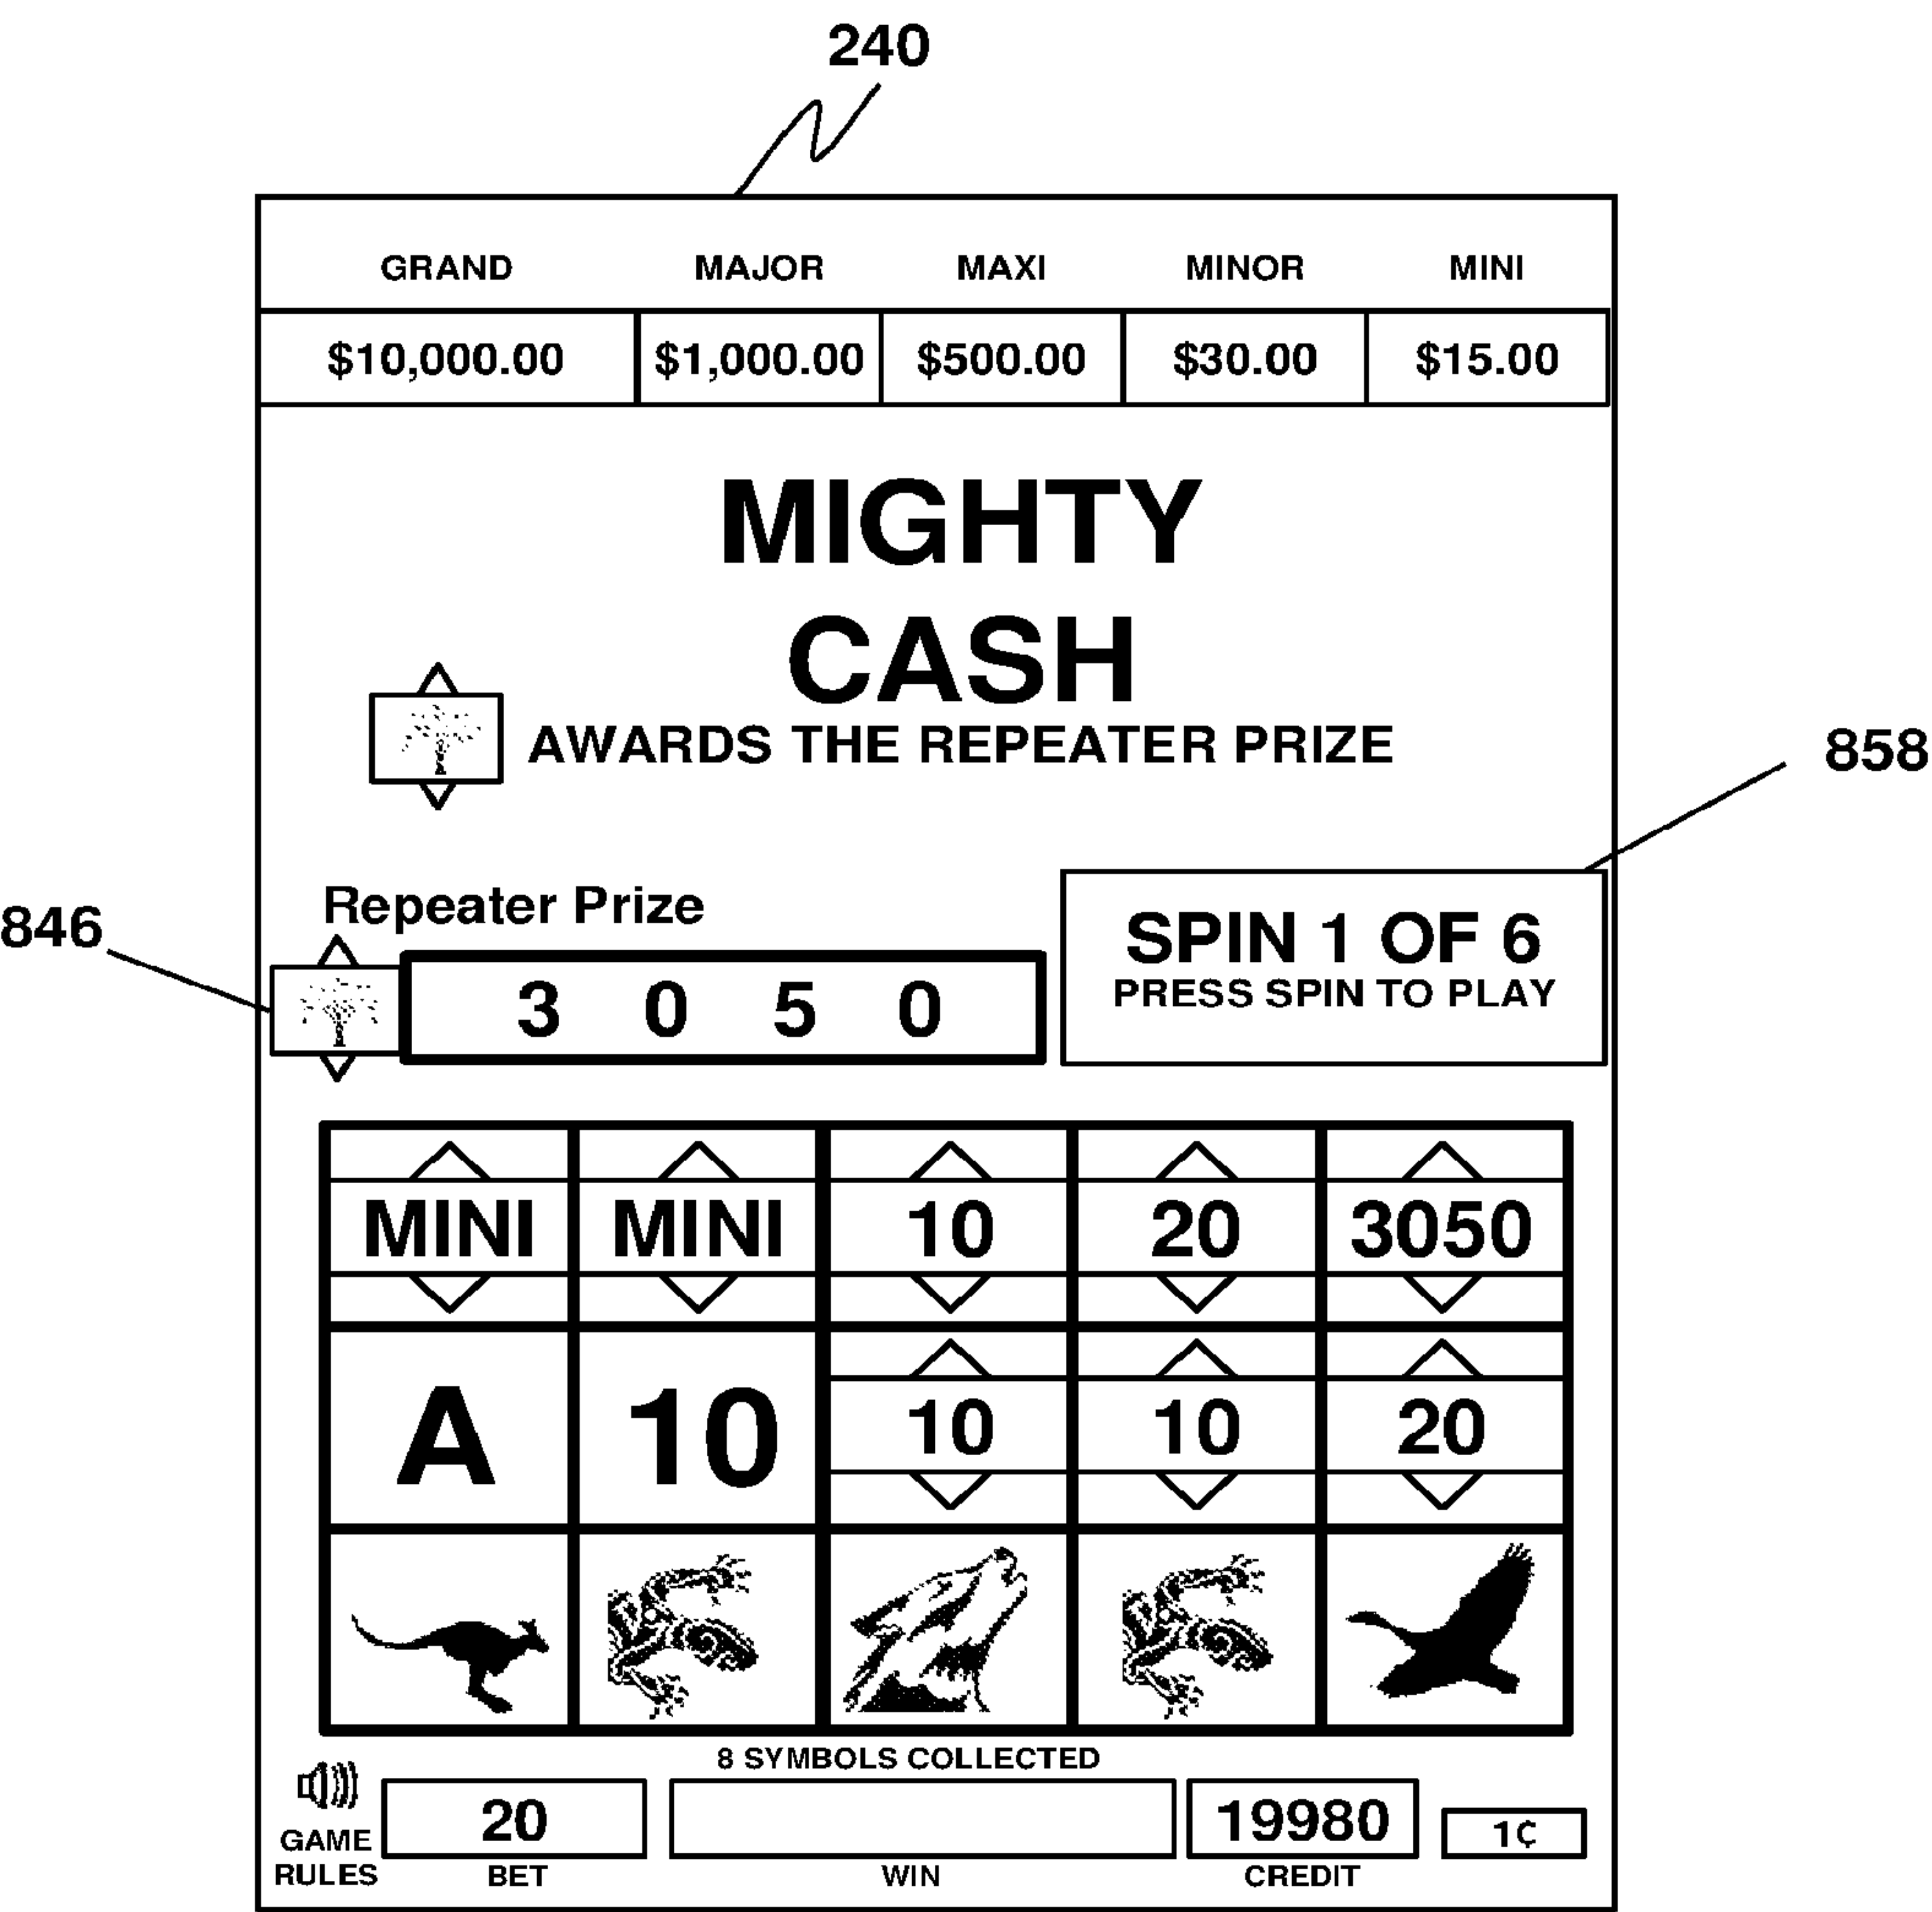 240
GRAND MAJOR MAXI MINOR MINI
$10,000.00 $1,000.00 $500.00 $30.00 $15.00
MIGHTY
CASH
AWARDS THE REPEATER PRIZE
858
846
Repeater Prize
3 0 5 0
SPIN 1 OF 6
PRESS SPIN TO PLAY
MINI MINI 10 20 3050
A 10 10 10 20
8 SYMBOLS COLLECTED
20 19980 1¢
GAME
RULES BET WIN CREDIT